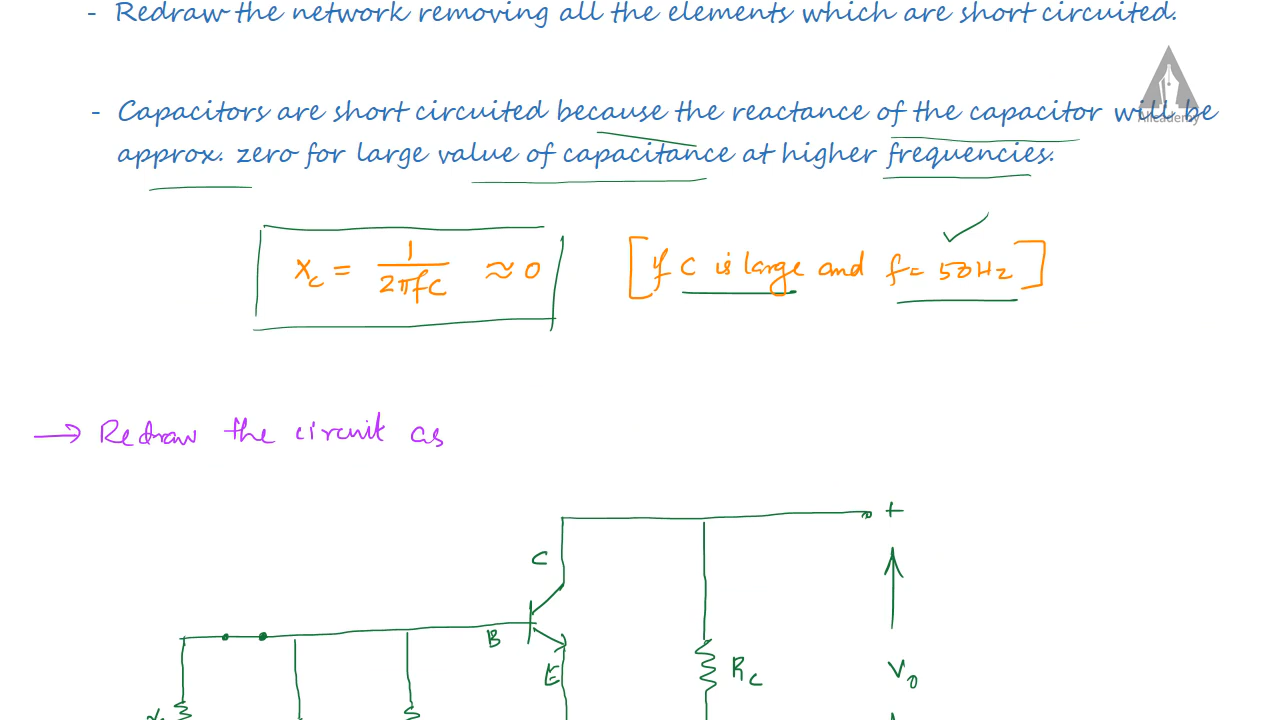 - Redraw the network removing all the elements which are short circuited.
Allcademy
- Capacitors are short circuited because the reactance of the capacitor will be
approx. zero for large value of capacitance at higher frequencies.
Xc = 1/2πfC ≈ 0 [If C is large and f = 50Hz]
→ Redraw the circuit as
+
C
B
E
Rc
Vo